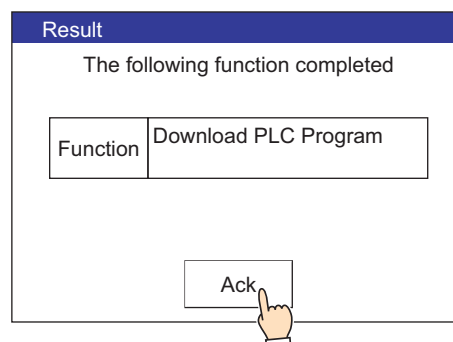 Result
The following function completed
Function
Download PLC Program
Ack